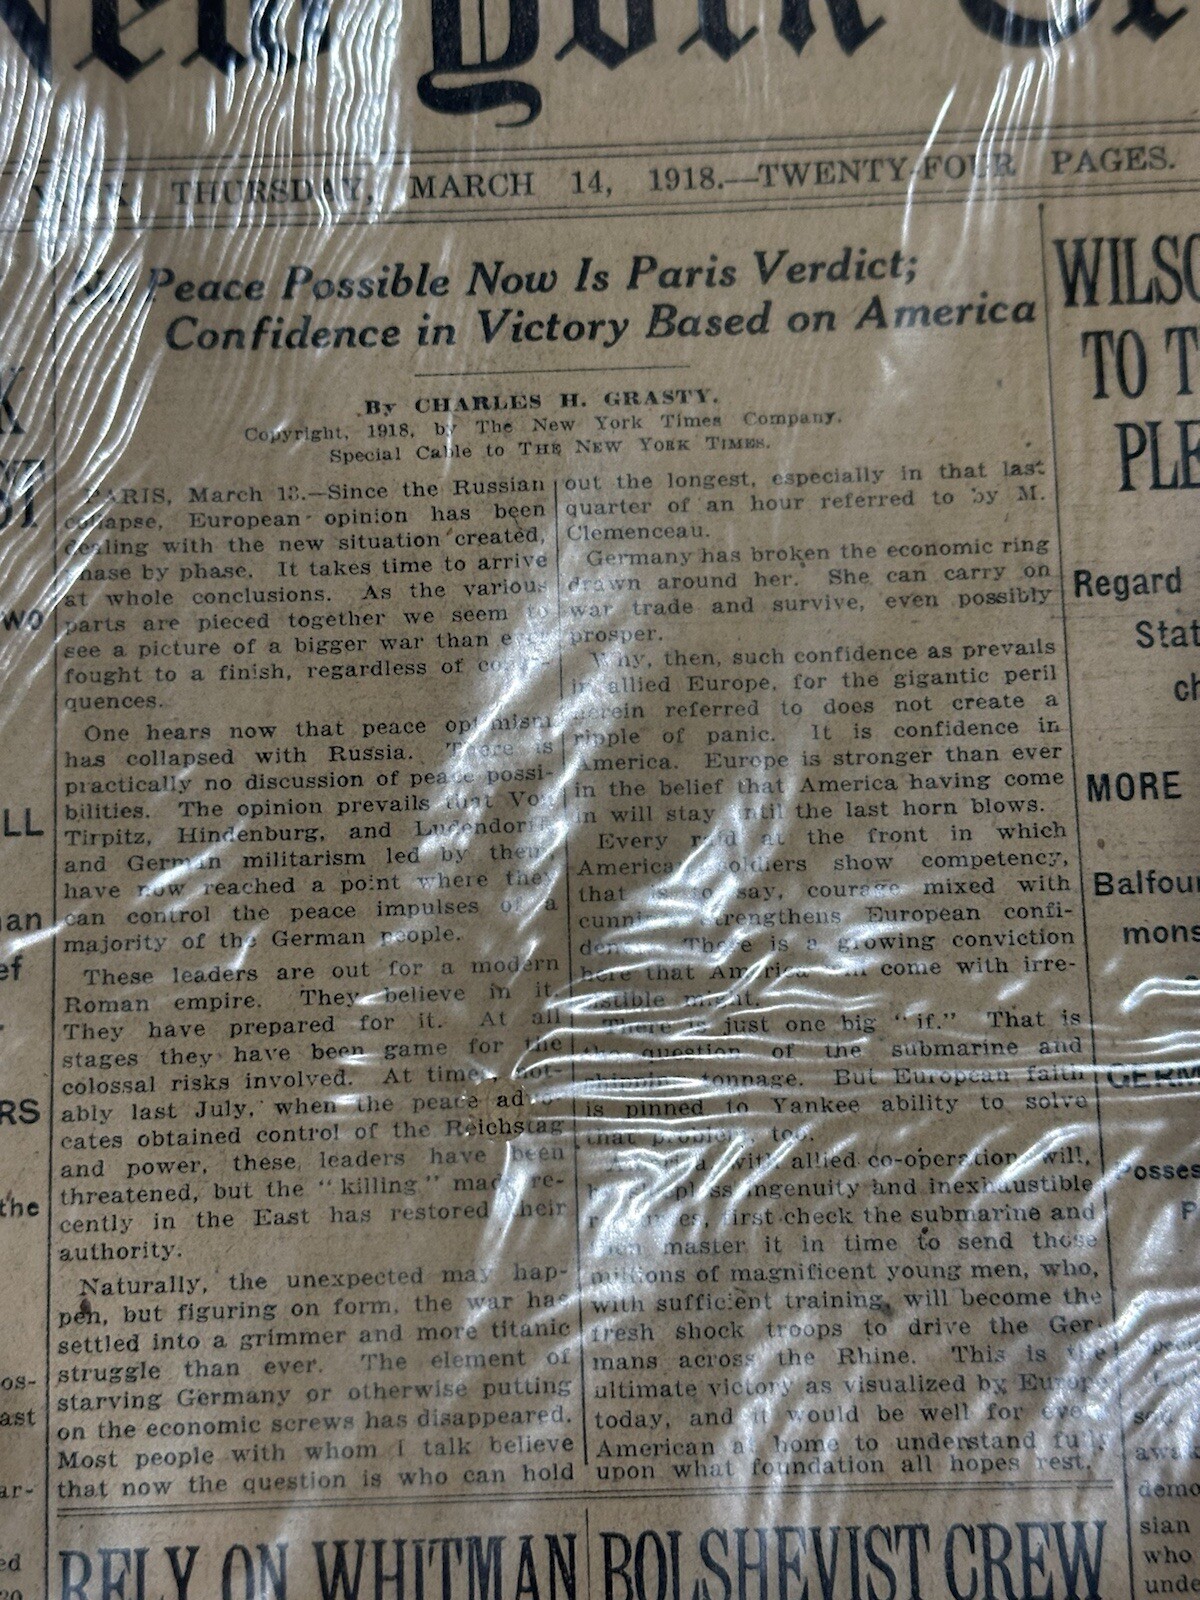 New York
THURSDAY, MARCH 14, 1918.—TWENTY-FOUR PAGES.
Peace Possible Now Is Paris Verdict;
Confidence in Victory Based on America
By CHARLES H. GRASTY.
Copyright, 1918, by The New York Times Company.
Special Cable to THE NEW YORK TIMES.
PARIS, March 13.—Since the Russian
collapse, European opinion has been
dealing with the new situation created,
phase by phase. It takes time to arrive
at whole conclusions. As the various
parts are pieced together we seem to
see a picture of a bigger war than ever
fought to a finish, regardless of conse-
quences.
One hears now that peace optimism
has collapsed with Russia. There is
practically no discussion of peace possi-
bilities. The opinion prevails that Von
Tirpitz, Hindenburg, and Ludendorff
and German militarism led by them,
have now reached a point where they
can control the peace impulses of a
majority of the German people.
These leaders are out for a modern
Roman empire. They believe in it.
They have prepared for it. At all
stages they have been game for the
colossal risks involved. At times, not-
ably last July, when the peace advo-
cates obtained control of the Reichstag
and power, these leaders have been
threatened, but the "killing" made re-
cently in the East has restored their
authority.
Naturally, the unexpected may hap-
pen, but figuring on form, the war has
settled into a grimmer and more titanic
struggle than ever. The element of
starving Germany or otherwise putting
on the economic screws has disappeared.
Most people with whom I talk believe
that now the question is who can hold
out the longest, especially in that last
quarter of an hour referred to by M.
Clemenceau.
Germany has broken the economic ring
drawn around her. She can carry on
war trade and survive, even possibly
prosper.
Why, then, such confidence as prevails
in allied Europe, for the gigantic peril
herein referred to does not create a
ripple of panic. It is confidence in
America. Europe is stronger than ever
in the belief that America having come
in will stay until the last horn blows.
Every raid at the front in which
American soldiers show competency,
that is to say, courage mixed with
cunning strengthens European confi-
dence. There is a growing conviction
here that America will come with irre-
sistible might.
There is just one big "if." That is
the question of the submarine and
shipping tonnage. But European faith
is pinned to Yankee ability to solve
that problem, too.
America, with allied co-operation, will,
ingenuity and inexhaustible
first check the submarine and
then master it in time to send those
millions of magnificent young men, who,
with sufficient training, will become the
fresh shock troops to drive the Ger-
mans across the Rhine. This is the
ultimate victory as visualized by Europe
today, and it would be well for every
American at home to understand fully
upon what foundation all hopes rest.
RELY ON WHITMAN
BOLSHEVIST CREW
TO
Regard
MORE
Balfour
the
demo
sian
who